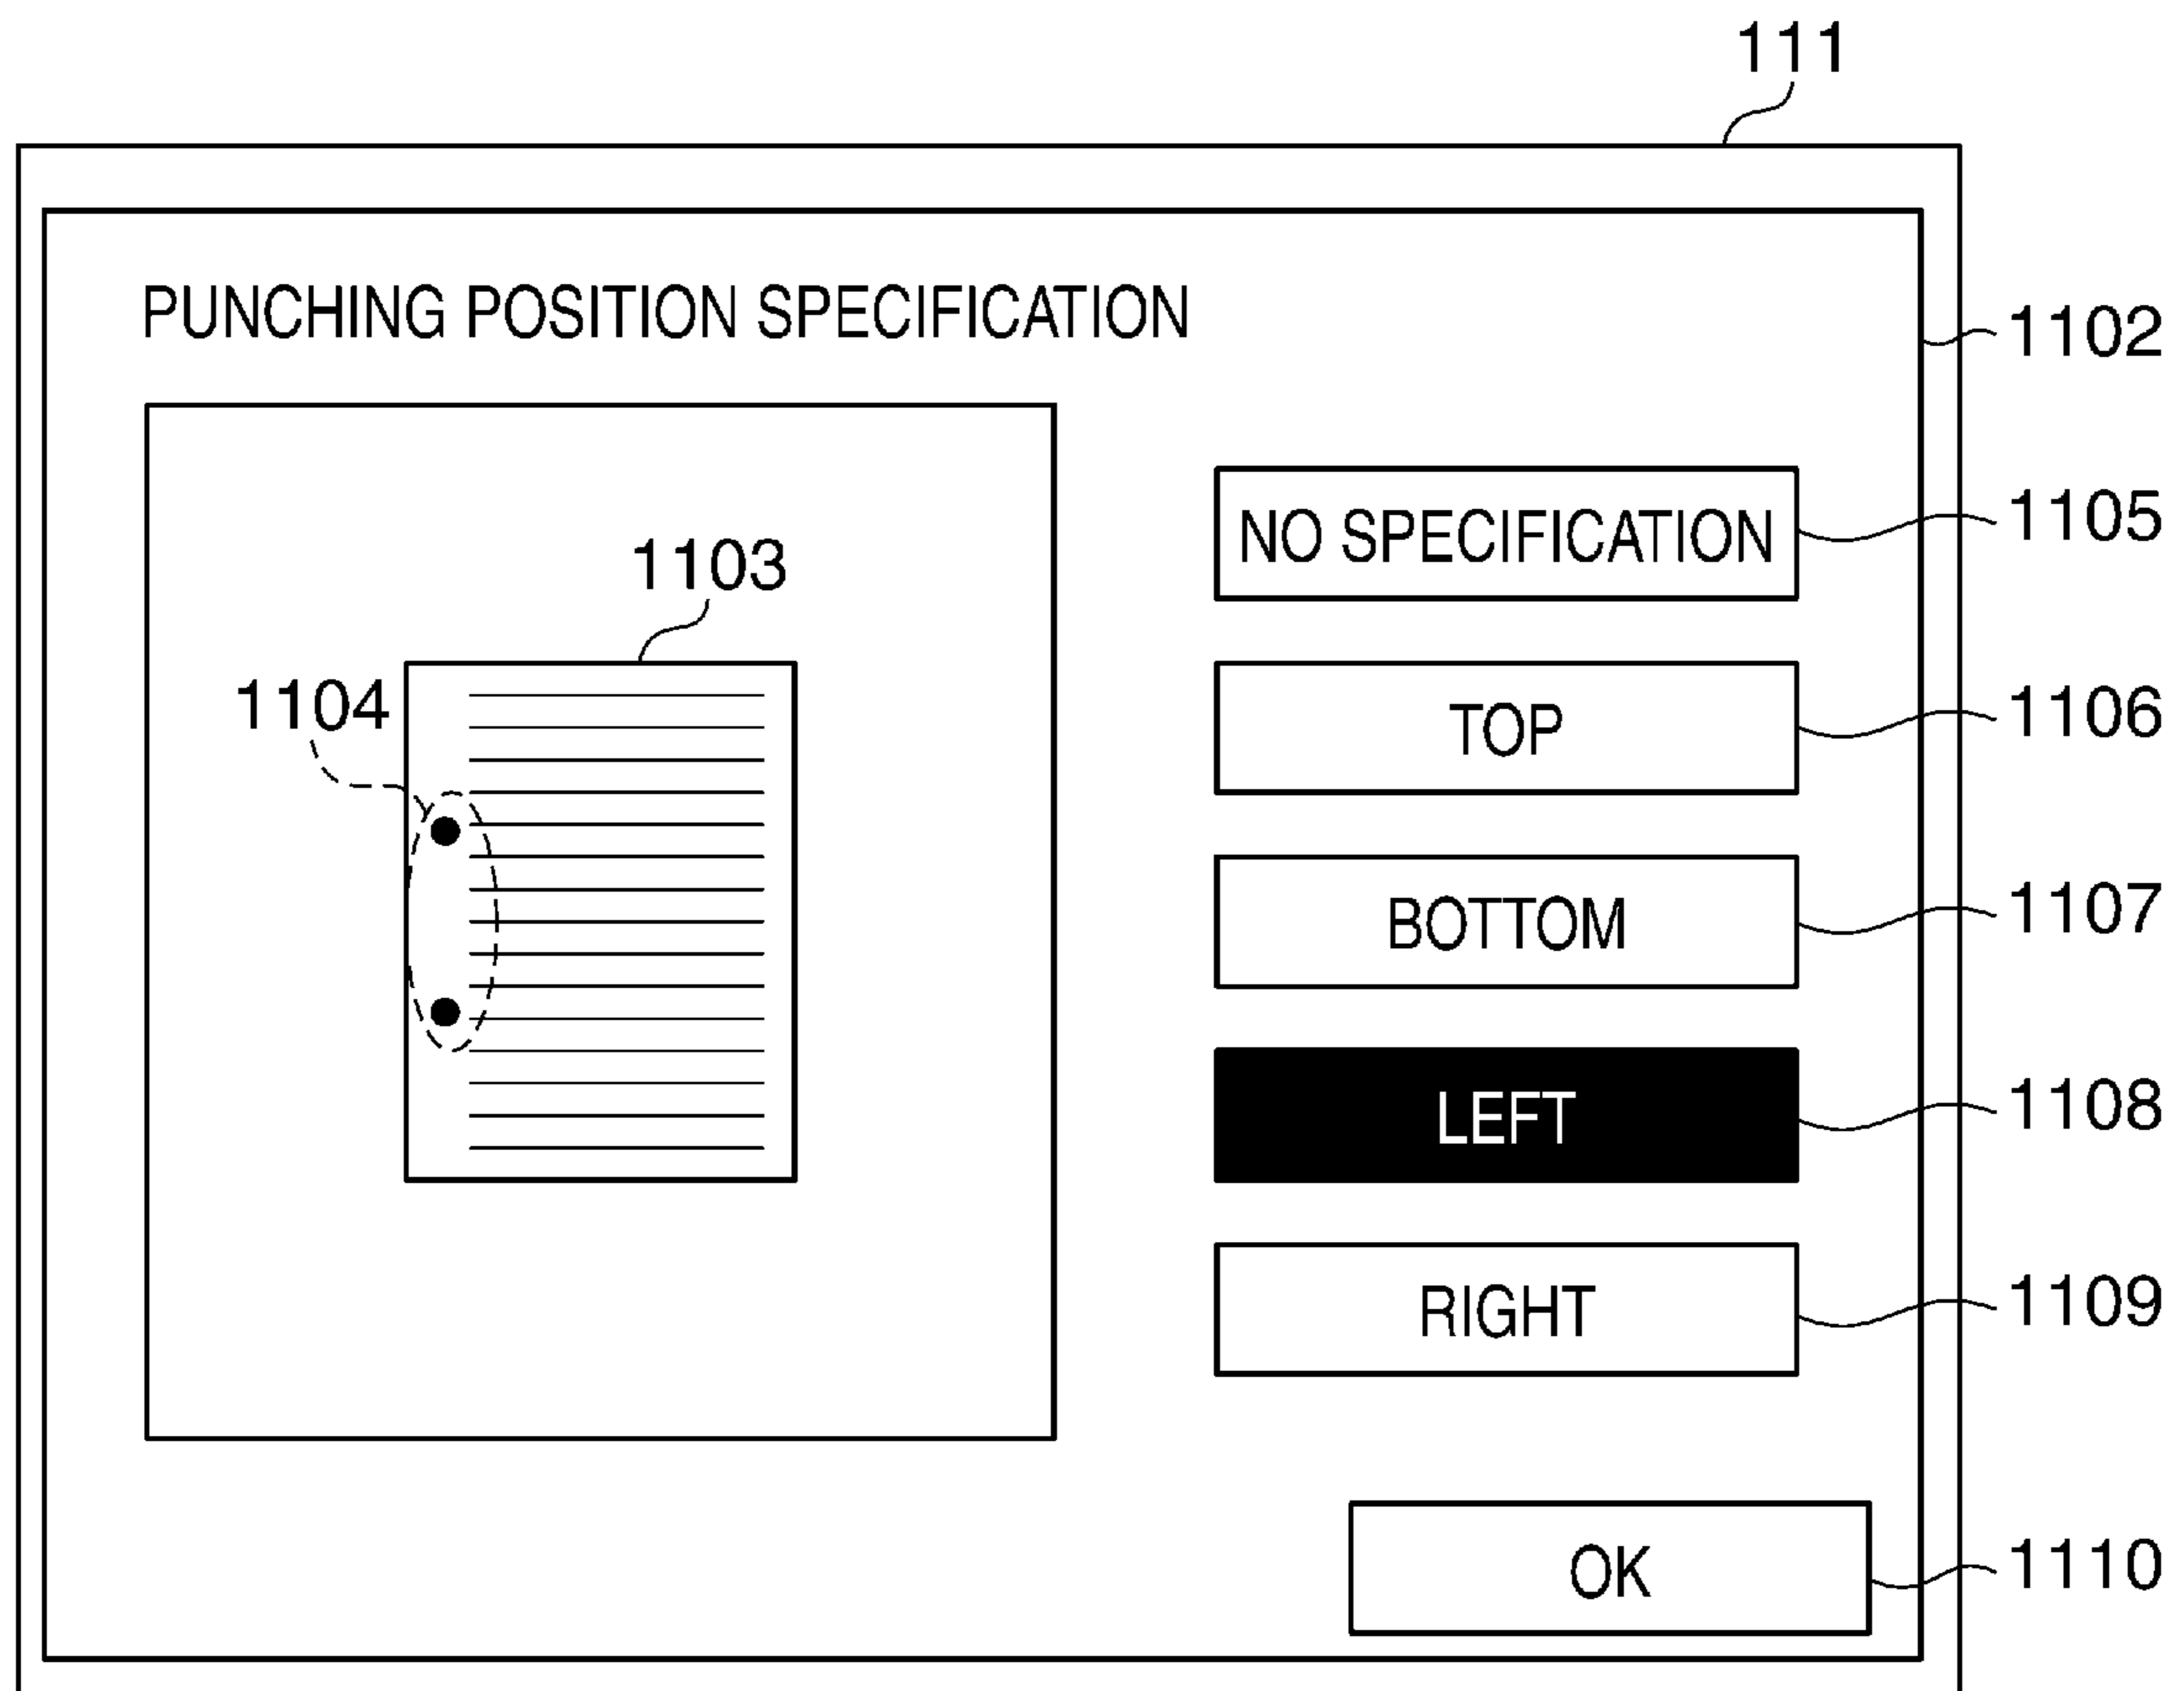 111
PUNCHING POSITION SPECIFICATION
1102
NO SPECIFICATION
1105
1103
TOP
1106
1104
BOTTOM
1107
LEFT
1108
RIGHT
1109
OK
1110